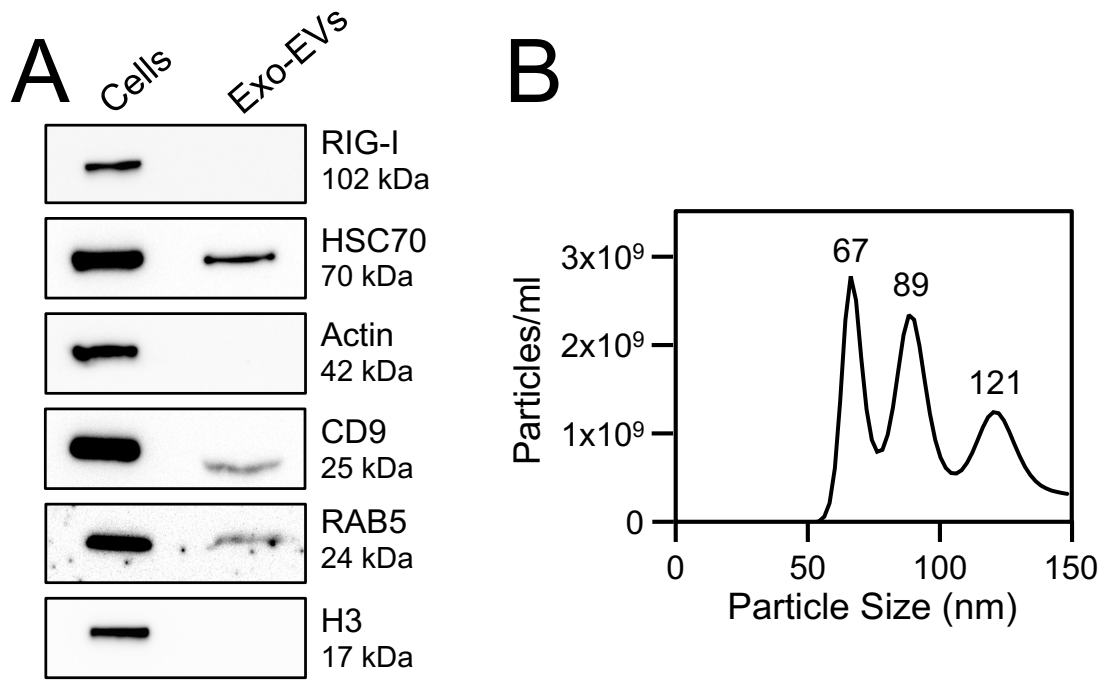 A
Cells
Exo-EVs
RIG-I
102 kDa
HSC70
70 kDa
Actin
42 kDa
CD9
25 kDa
RAB5
24 kDa
H3
17 kDa
B
Particles/ml
3x10⁹
2x10⁹
1x10⁹
0
67
89
121
0 50 100 150
Particle Size (nm)